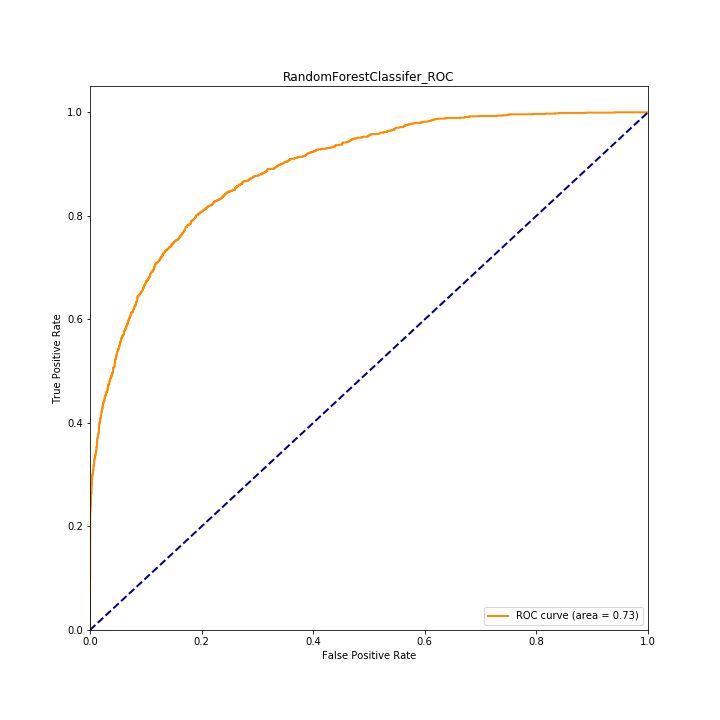 RandomForestClassifer_ROC
1.0
0.8
0.6
0.4
0.2
0.0
True Positive Rate
ROC curve (area = 0.73)
0.0 0.2 0.4 0.6 0.8 1.0
False Positive Rate